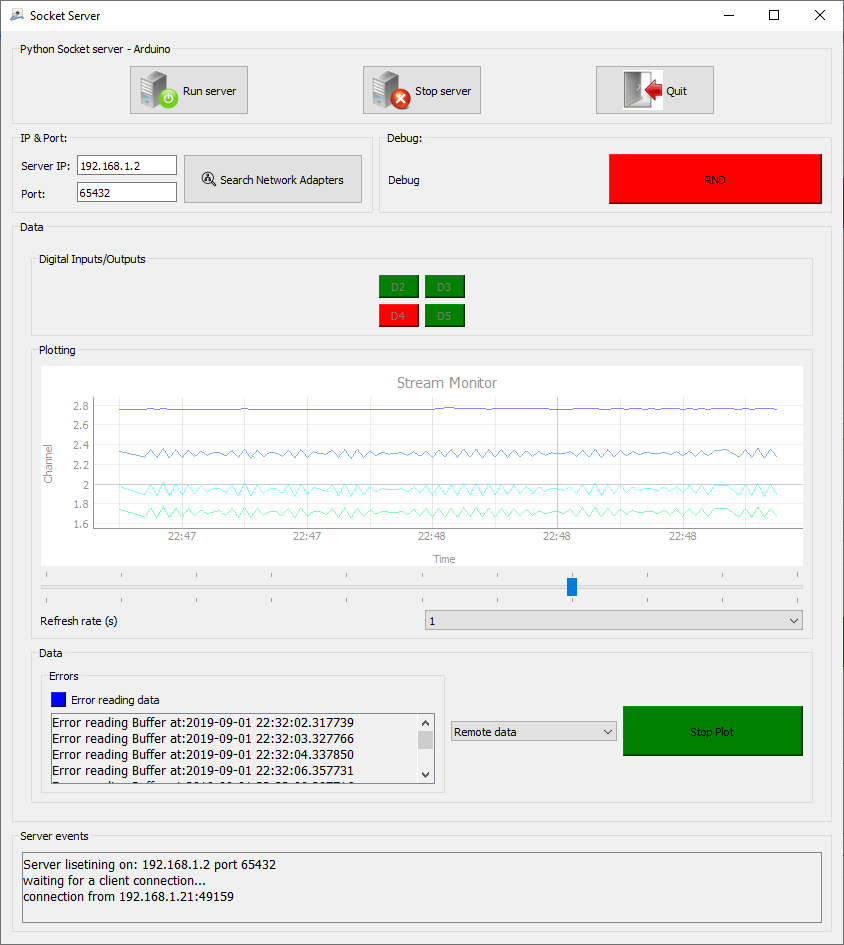 Socket Server
Python Socket server - Arduino
Run server
Stop server
Quit
IP & Port:
Server IP: 192.168.1.2
Port: 65432
Search Network Adapters
Debug:
Debug
RND
Data
Digital Inputs/Outputs
D2 D3
D4 D5
Plotting
Stream Monitor
Channel
2.8
2.6
2.4
2.2
2
1.8
1.6
22:47 22:47 22:48 22:48 22:48
Time
Refresh rate (s) 1
Data
Errors
Error reading data
Error reading Buffer at:2019-09-01 22:32:02.317739
Error reading Buffer at:2019-09-01 22:32:03.327766
Error reading Buffer at:2019-09-01 22:32:04.337850
Error reading Buffer at:2019-09-01 22:32:06.357731
Remote data
Stop Plot
Server events
Server lisetining on: 192.168.1.2 port 65432
waiting for a client connection...
connection from 192.168.1.21:49159